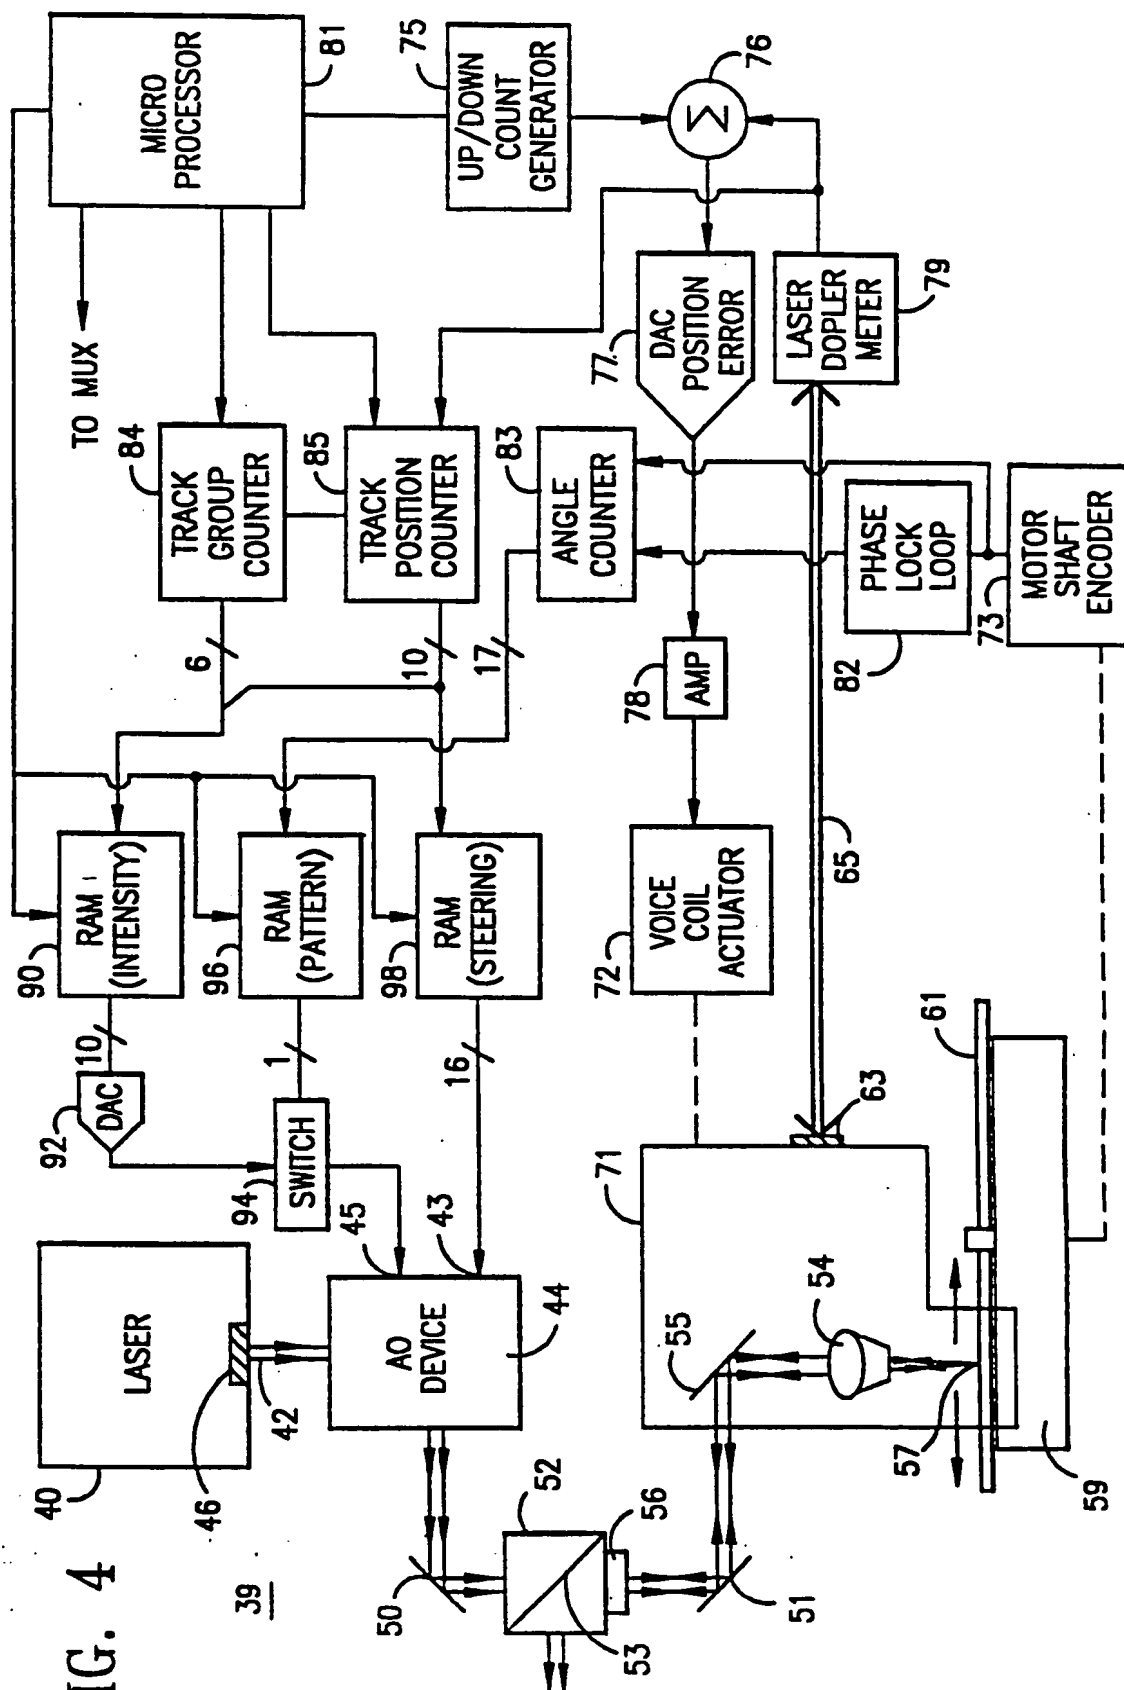 IG. 4
39
40
LASER
46
42
AO
DEVICE
44
45
43
50
52
53
56
51
92
DAC
10
94
SWITCH
1
16
90
RAM
(INTENSITY)
96
RAM
(PATTERN)
98
RAM
(STEERING)
6
10
17
84
TRACK
GROUP
COUNTER
85
TRACK
POSITION
COUNTER
83
ANGLE
COUNTER
TO MUX
MICRO
PROCESSOR
81
75
UP/DOWN
COUNT
GENERATOR
76
Σ
77
DAC
POSITION
ERROR
78
AMP
72
VOICE
COIL
ACTUATOR
LASER
DOPLER
METER
79
65
82
PHASE
LOCK
LOOP
73
MOTOR
SHAFT
ENCODER
71
63
55
54
57
61
59